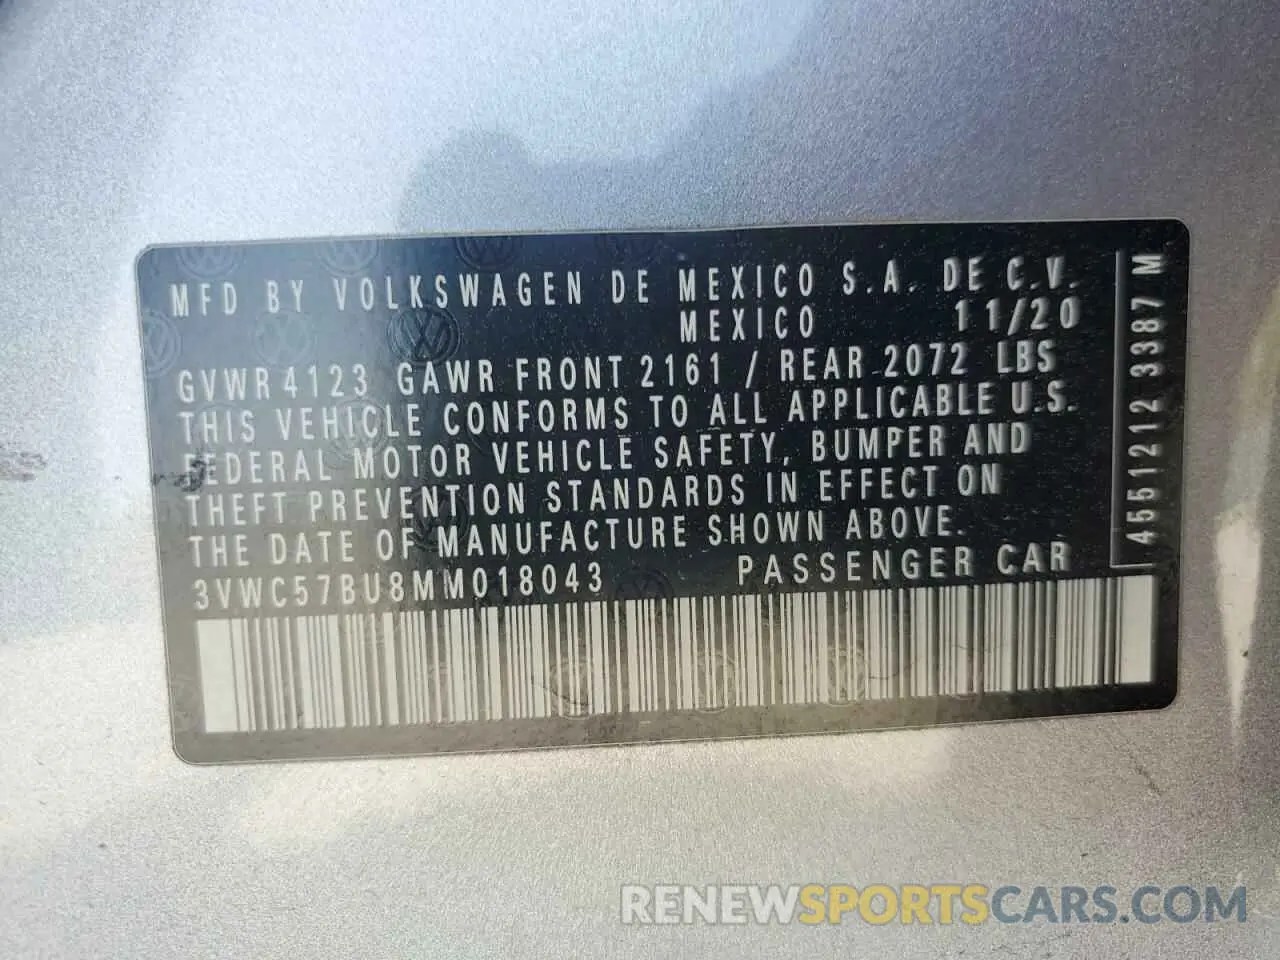 MFD BY VOLKSWAGEN DE MEXICO S.A. DE C.V.
MEXICO 11/20
GVWR 4123 GAWR FRONT 2161 / REAR 2072 LBS
THIS VEHICLE CONFORMS TO ALL APPLICABLE U.S.
FEDERAL MOTOR VEHICLE SAFETY, BUMPER AND
THEFT PREVENTION STANDARDS IN EFFECT ON
THE DATE OF MANUFACTURE SHOWN ABOVE.
3VWC57BU8MM018043 PASSENGER CAR
4551212 3387 M
RENEWSPORTSCARS.COM